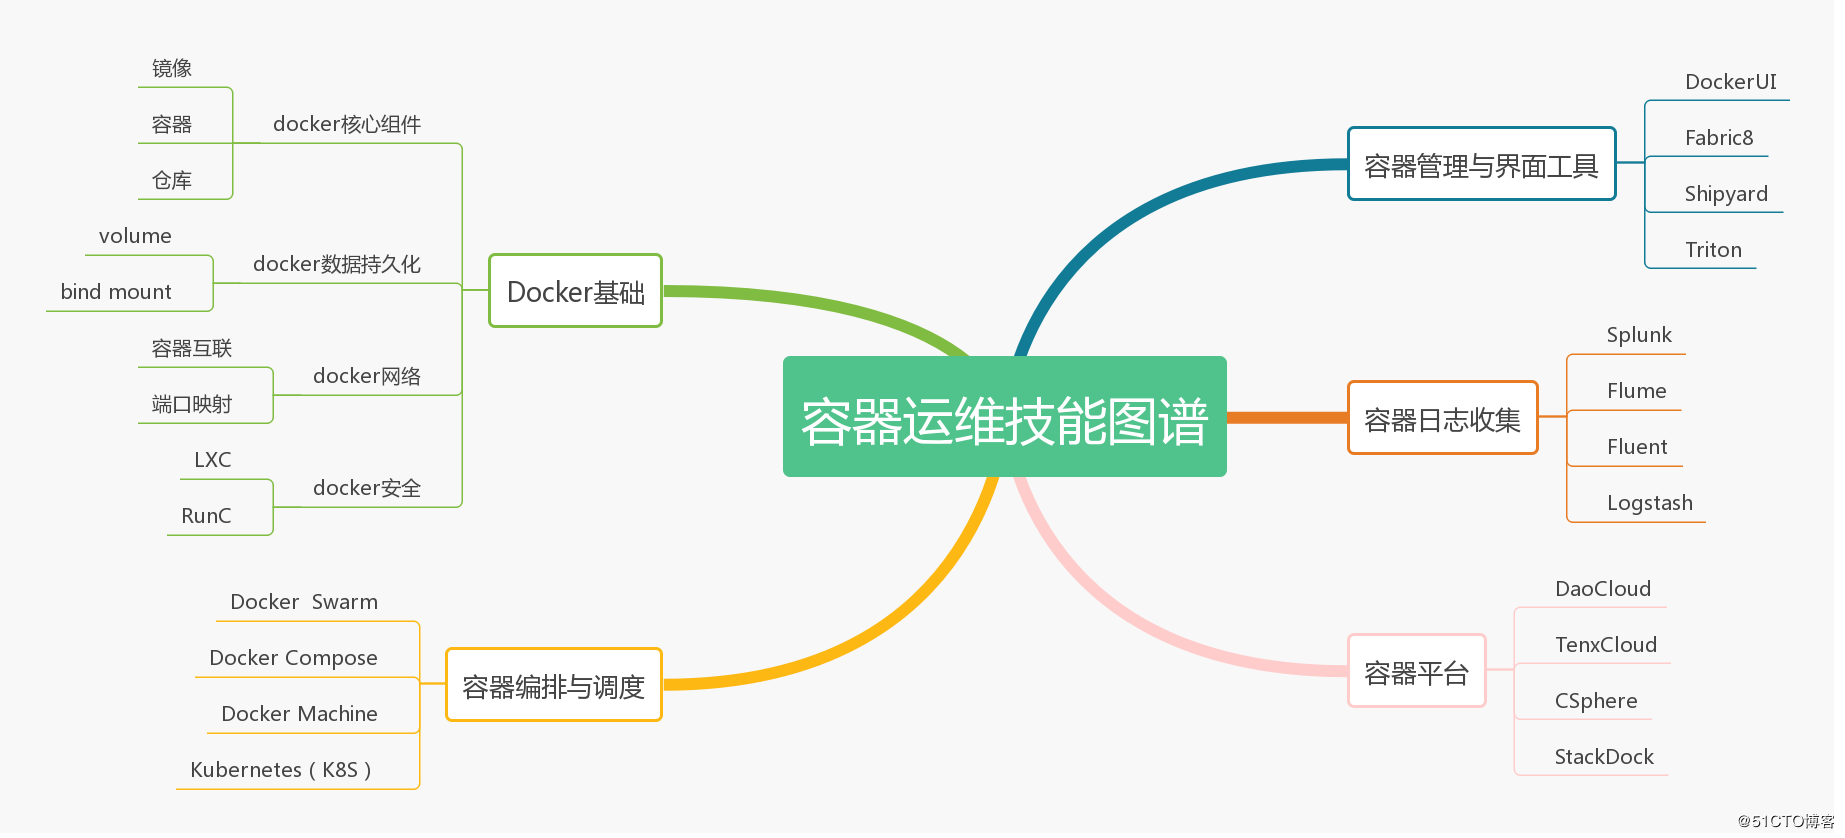 容器运维技能图谱
Docker基础
docker核心组件
镜像
容器
仓库
docker数据持久化
volume
bind mount
docker网络
容器互联
端口映射
docker安全
LXC
RunC
容器编排与调度
Docker  Swarm
Docker Compose
Docker Machine
Kubernetes ( K8S )
容器管理与界面工具
DockerUI
Fabric8
Shipyard
Triton
容器日志收集
Splunk
Flume
Fluent
Logstash
容器平台
DaoCloud
TenxCloud
CSphere
StackDock
@51CTO博客